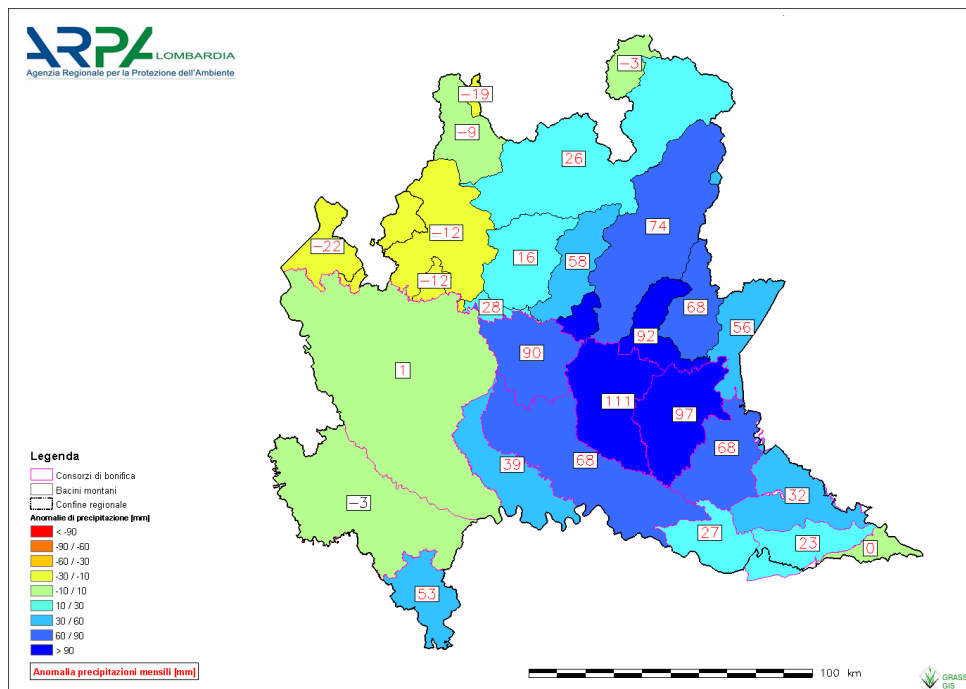 ARPA LOMBARDIA
Agenzia Regionale per la Protezione dell'Ambiente
-3
-19
-9
26
74
-12
-22
16
58
-12
28
68
56
92
90
1
111
97
68
39
68
32
-3
27
23
0
53
Legenda
Consorzi di bonifica
Bacini montani
Confine regionale
Anomalie di precipitazione [mm]
< -90
-90 / -60
-60 / -30
-30 / -10
-10 / 10
10 / 30
30 / 60
60 / 90
> 90
Anomalia precipitazioni mensili [mm]
100 km
GRASS
GIS